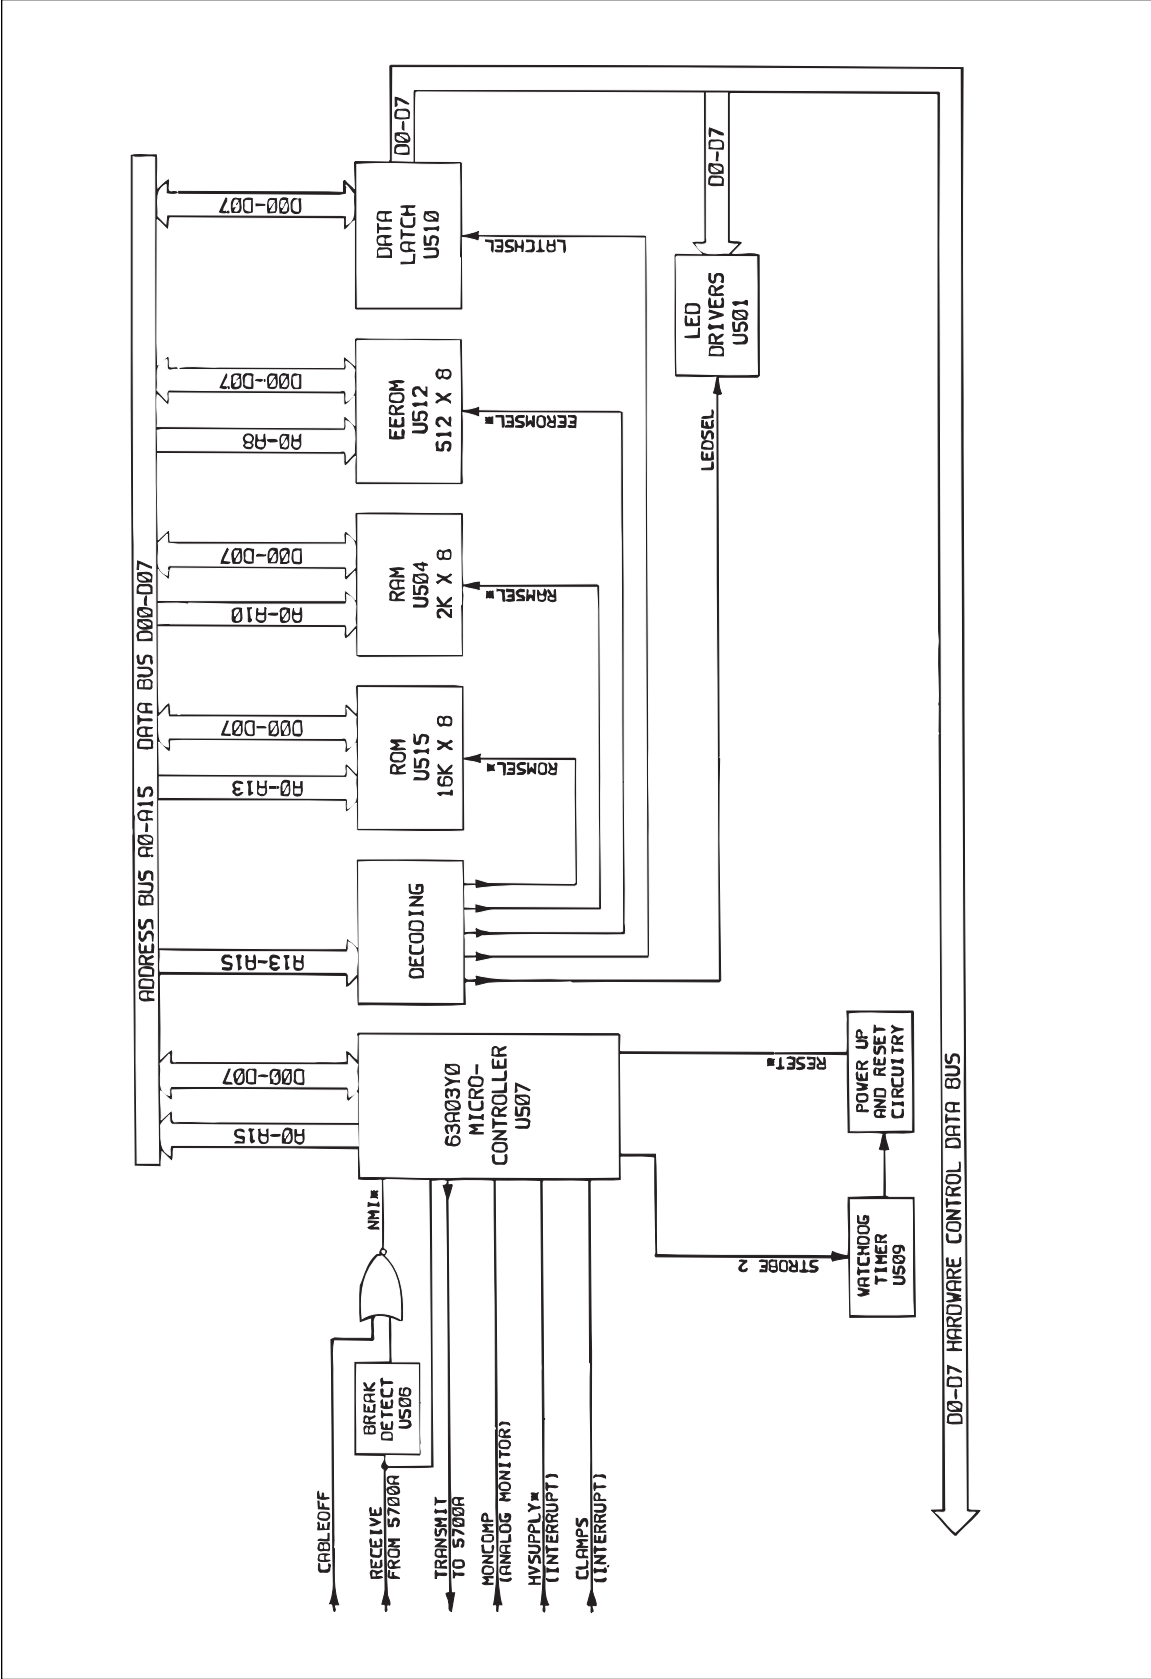 ADDRESS BUS A0-A15 DATA BUS D00-D07
A0-A15
D00-D07
A13-A15
A0-A13
D00-D07
A0-A10
D00-D07
A0-A8
D00-D07
D00-D07
D0-D7
63A03Y0
MICRO-
CONTROLLER
U507
DECODING
ROM
U515
16K X 8
RAM
U504
2K X 8
EEROM
U512
512 X 8
DATA
LATCH
U510
ROMSEL*
RAMSEL*
EEROMSEL*
LATCHSEL
LEDSEL
LED
DRIVERS
U501
D0-D7
NMI*
BREAK
DETECT
U506
CABLEOFF
RECEIVE
FROM 5700A
TRANSMIT
TO 5700A
MONCOMP
(ANALOG MONITOR)
HVSUPPLY*
(INTERRUPT)
CLAMPS
(INTERRUPT)
STROBE 2
RESET*
WATCHDOG
TIMER
U509
POWER UP
AND RESET
CIRCUITRY
D0-D7 HARDWARE CONTROL DATA BUS